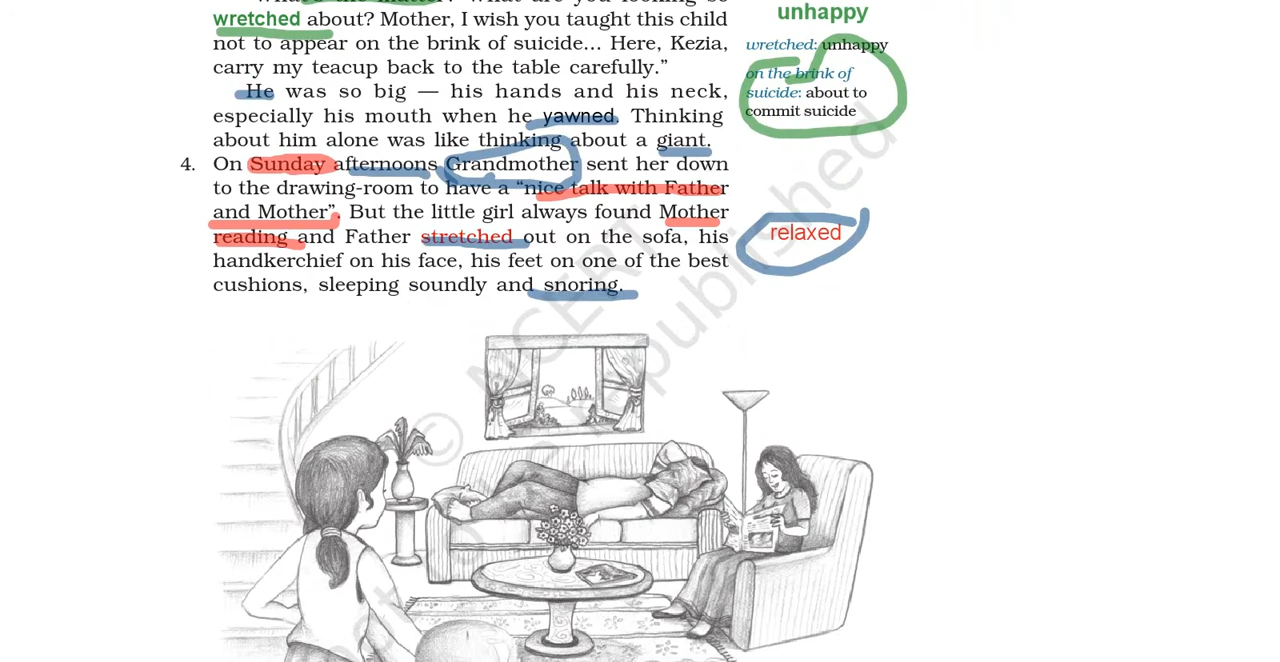 wretched about? Mother, I wish you taught this child
not to appear on the brink of suicide... Here, Kezia,
carry my teacup back to the table carefully.”
He was so big — his hands and his neck,
especially his mouth when he yawned. Thinking
about him alone was like thinking about a giant.
4. On Sunday afternoons Grandmother sent her down
to the drawing-room to have a “nice talk with Father
and Mother”. But the little girl always found Mother
reading and Father stretched out on the sofa, his
handkerchief on his face, his feet on one of the best
cushions, sleeping soundly and snoring.
unhappy
wretched: unhappy
on the brink of
suicide: about to
commit suicide
relaxed
© NCERT
republished